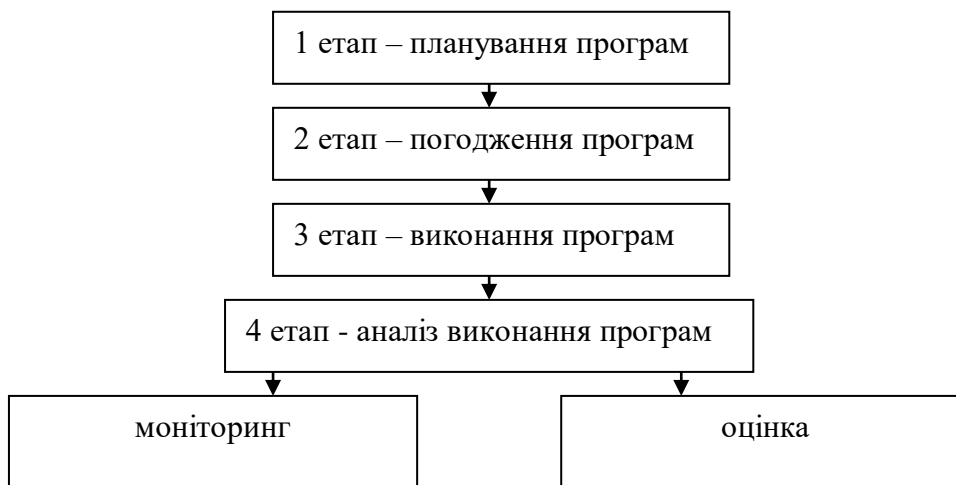 1 етап – планування програм
2 етап – погодження програм
3 етап – виконання програм
4 етап - аналіз виконання програм
моніторинг
оцінка